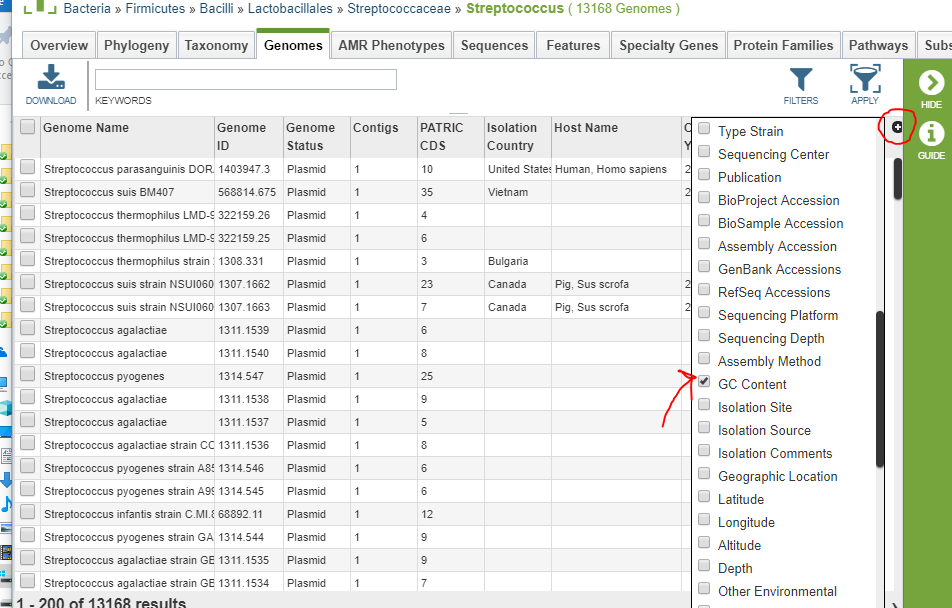 Bacteria » Firmicutes » Bacilli » Lactobacillales » Streptococcaceae » Streptococcus ( 13168 Genomes )
Overview Phylogeny Taxonomy Genomes AMR Phenotypes Sequences Features Specialty Genes Protein Families Pathways Subs
DOWNLOAD KEYWORDS FILTERS APPLY HIDE
GUIDE
Genome Name Genome ID Genome Status Contigs PATRIC CDS Isolation Country Host Name
Streptococcus parasanguinis DOR. 1403947.3 Plasmid 1 10 United States Human, Homo sapiens 2
Streptococcus suis BM407 568814.675 Plasmid 1 35 Vietnam 2
Streptococcus thermophilus LMD-9 322159.26 Plasmid 1 4
Streptococcus thermophilus LMD-9 322159.25 Plasmid 1 6
Streptococcus thermophilus strain 1308.331 Plasmid 1 3 Bulgaria
Streptococcus suis strain NSUI060 1307.1662 Plasmid 1 23 Canada Pig, Sus scrofa 2
Streptococcus suis strain NSUI060 1307.1663 Plasmid 1 7 Canada Pig, Sus scrofa 2
Streptococcus agalactiae 1311.1539 Plasmid 1 6
Streptococcus agalactiae 1311.1540 Plasmid 1 8
Streptococcus pyogenes 1314.547 Plasmid 1 25
Streptococcus agalactiae 1311.1538 Plasmid 1 9
Streptococcus agalactiae 1311.1537 Plasmid 1 5
Streptococcus agalactiae strain CC 1311.1536 Plasmid 1 8
Streptococcus pyogenes strain A85 1314.546 Plasmid 1 6
Streptococcus pyogenes strain A99 1314.545 Plasmid 1 6
Streptococcus infantis strain C.MI.8 68892.11 Plasmid 1 12
Streptococcus pyogenes strain GA 1314.544 Plasmid 1 9
Streptococcus agalactiae strain GB 1311.1535 Plasmid 1 9
Streptococcus agalactiae strain GB 1311.1534 Plasmid 1 7
1 - 200 of 13168 results
Type Strain
Sequencing Center
Publication
BioProject Accession
BioSample Accession
Assembly Accession
GenBank Accessions
RefSeq Accessions
Sequencing Platform
Sequencing Depth
Assembly Method
GC Content
Isolation Site
Isolation Source
Isolation Comments
Geographic Location
Latitude
Longitude
Altitude
Depth
Other Environmental